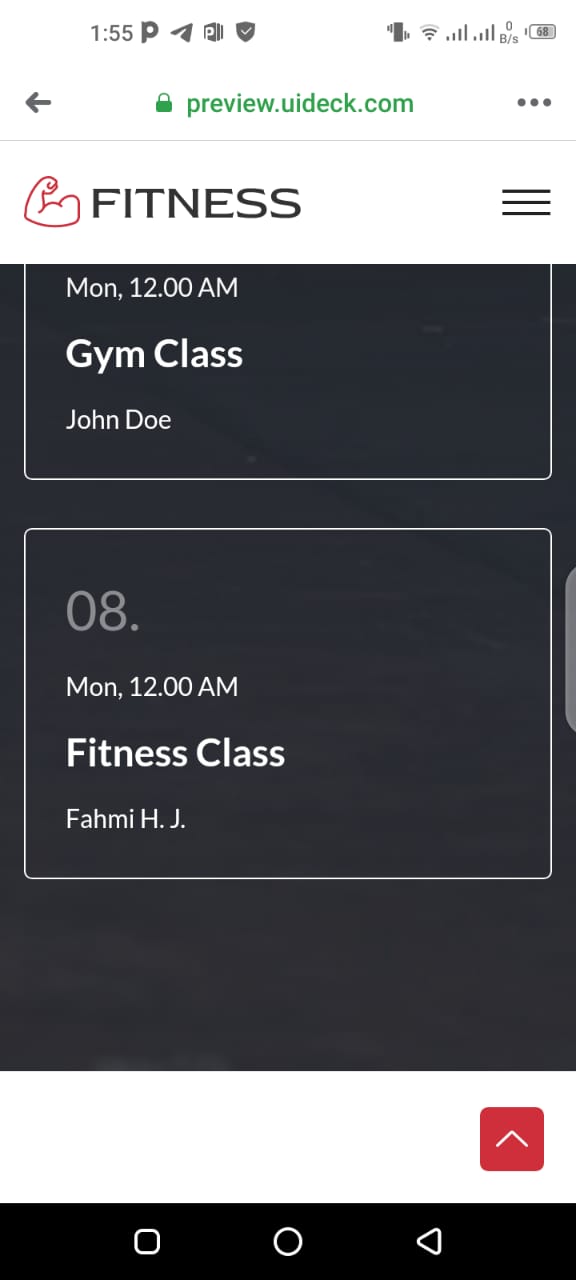 1:55
0
B/s
68
preview.uideck.com
FITNESS
Mon, 12.00 AM
Gym Class
John Doe
08.
Mon, 12.00 AM
Fitness Class
Fahmi H. J.